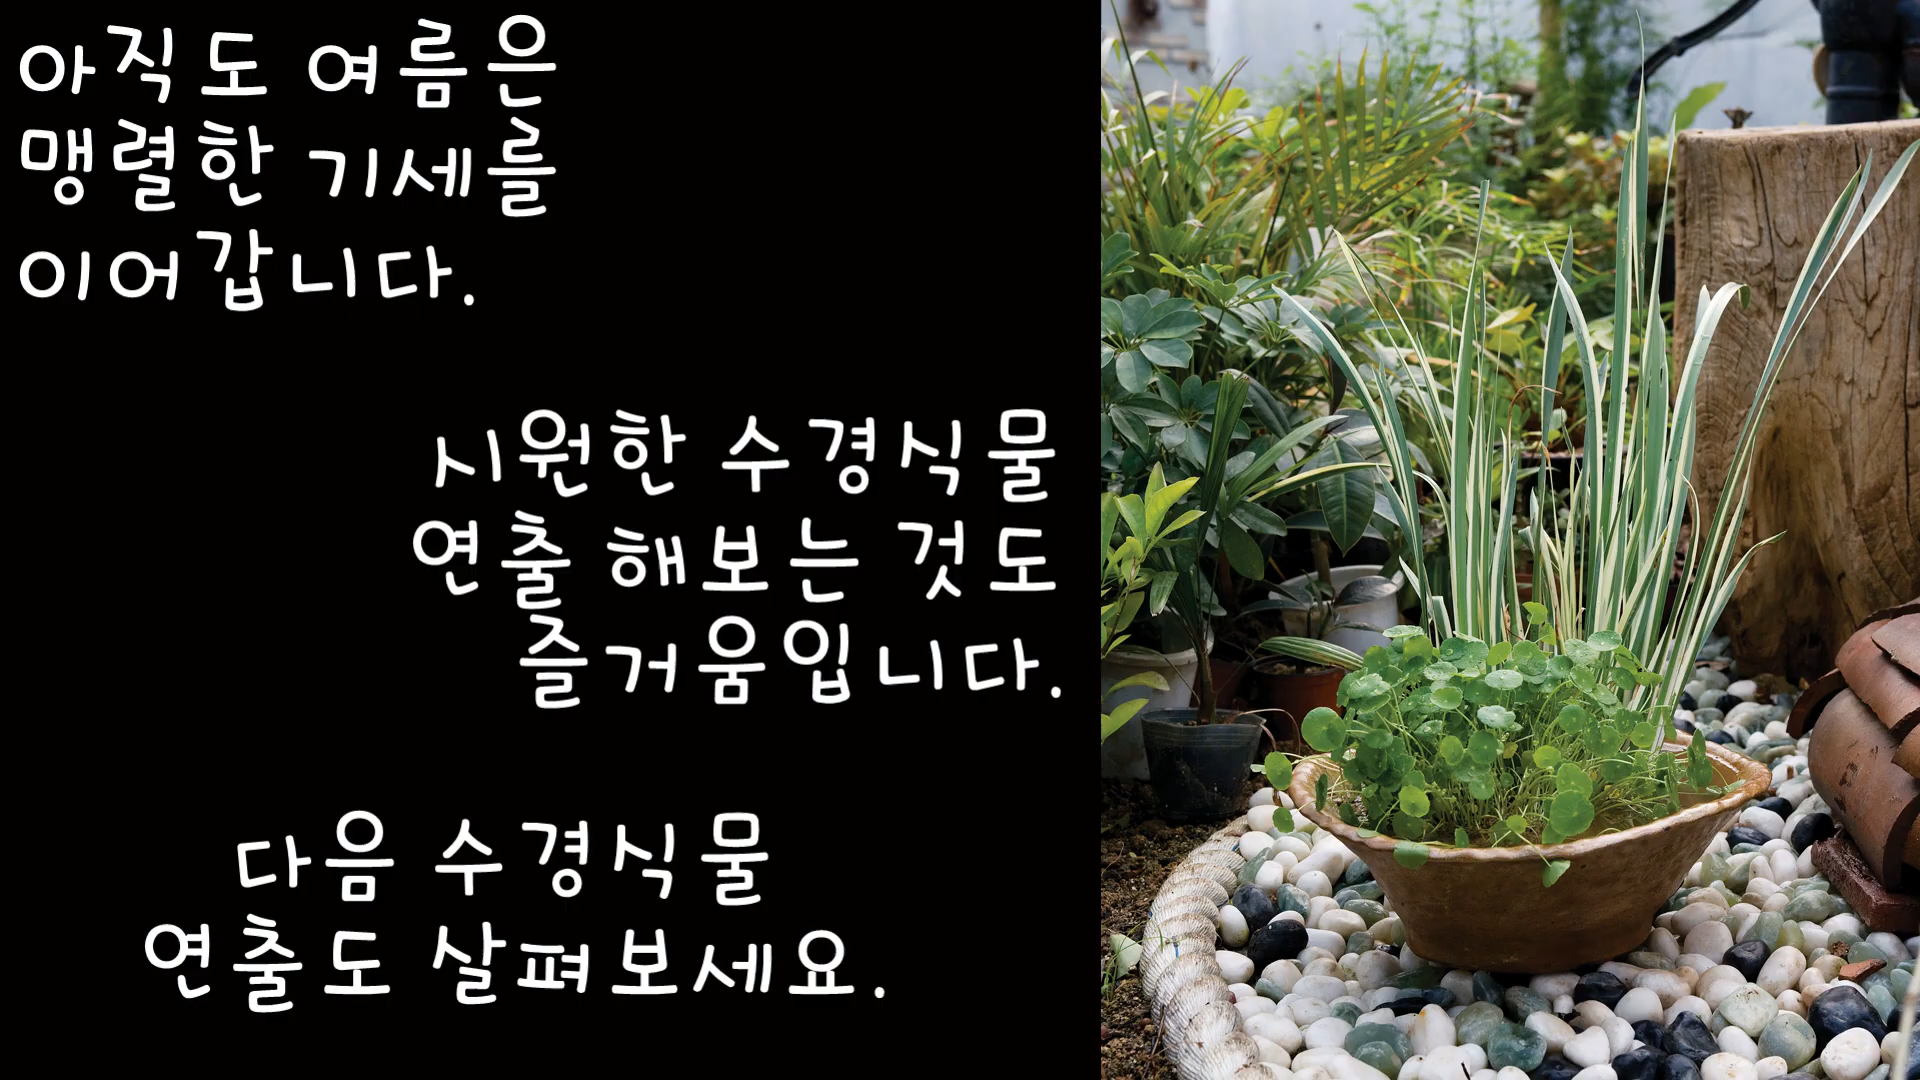 아직도 여름은
맹렬한 기세를
이어갑니다.
시원한 수경식물
연출 해보는 것도
즐거움입니다.
다음 수경식물
연출도 살펴보세요.